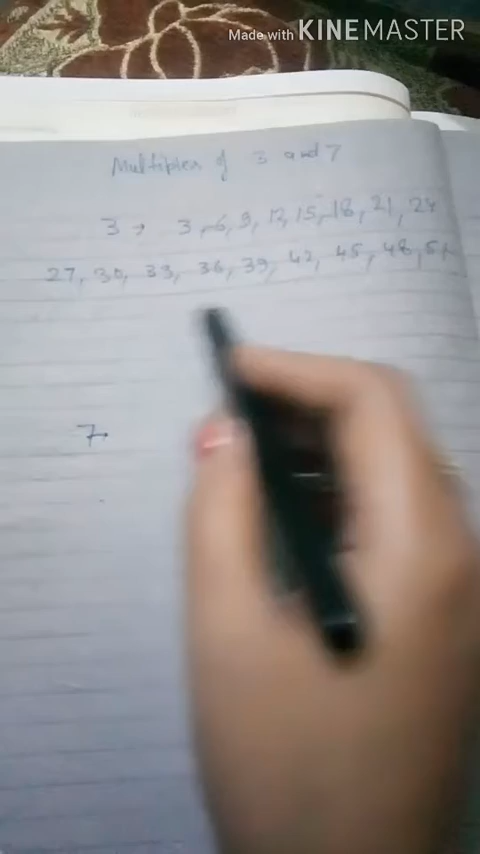 Made with KINEMASTER
Multiples of 3 and 7
3 → 3, 6, 9, 12, 15, 18, 21, 24
27, 30, 33, 36, 39, 42, 45, 48, 51,
7